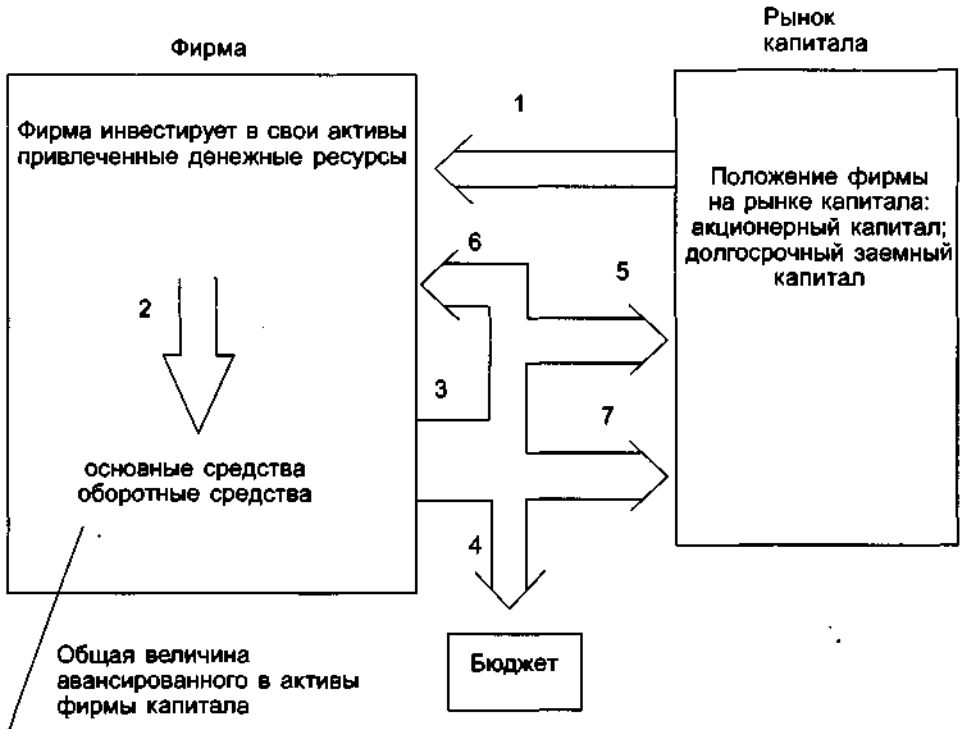 Фирма
Рынок
капитала
1
Фирма инвестирует в свои активы
привлеченные денежные ресурсы
Положение фирмы
на рынке капитала:
акционерный капитал;
долгосрочный заемный
капитал
6
5
2
3
7
основные средства
оборотные средства
4
Общая величина
авансированного в активы
фирмы капитала
Бюджет